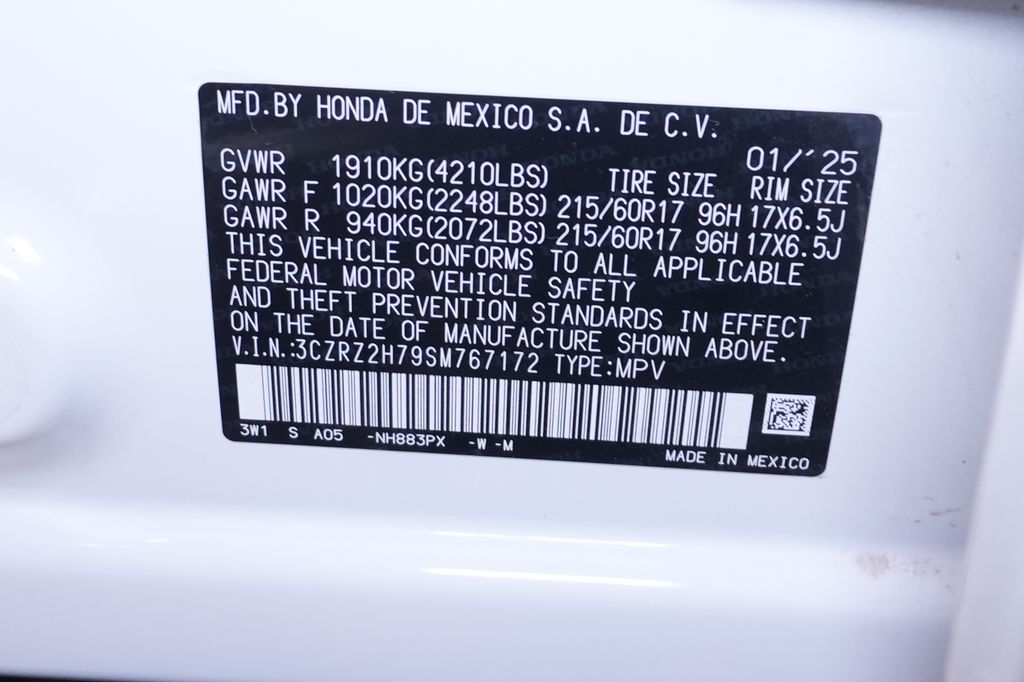 MFD.BY HONDA DE MEXICO S.A. DE C.V.
01/'25
GVWR 1910KG(4210LBS) TIRE SIZE RIM SIZE
GAWR F 1020KG(2248LBS) 215/60R17 96H 17X6.5J
GAWR R 940KG(2072LBS) 215/60R17 96H 17X6.5J
THIS VEHICLE CONFORMS TO ALL APPLICABLE
FEDERAL MOTOR VEHICLE SAFETY
AND THEFT PREVENTION STANDARDS IN EFFECT
ON THE DATE OF MANUFACTURE SHOWN ABOVE.
V.I.N.:3CZRZ2H79SM767172 TYPE:MPV
3W1 S A05 -NH883PX -W -M
MADE IN MEXICO